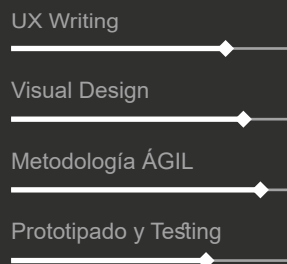 UX Writing
Visual Design
Metodología ÁGIL
Prototipado y Testing